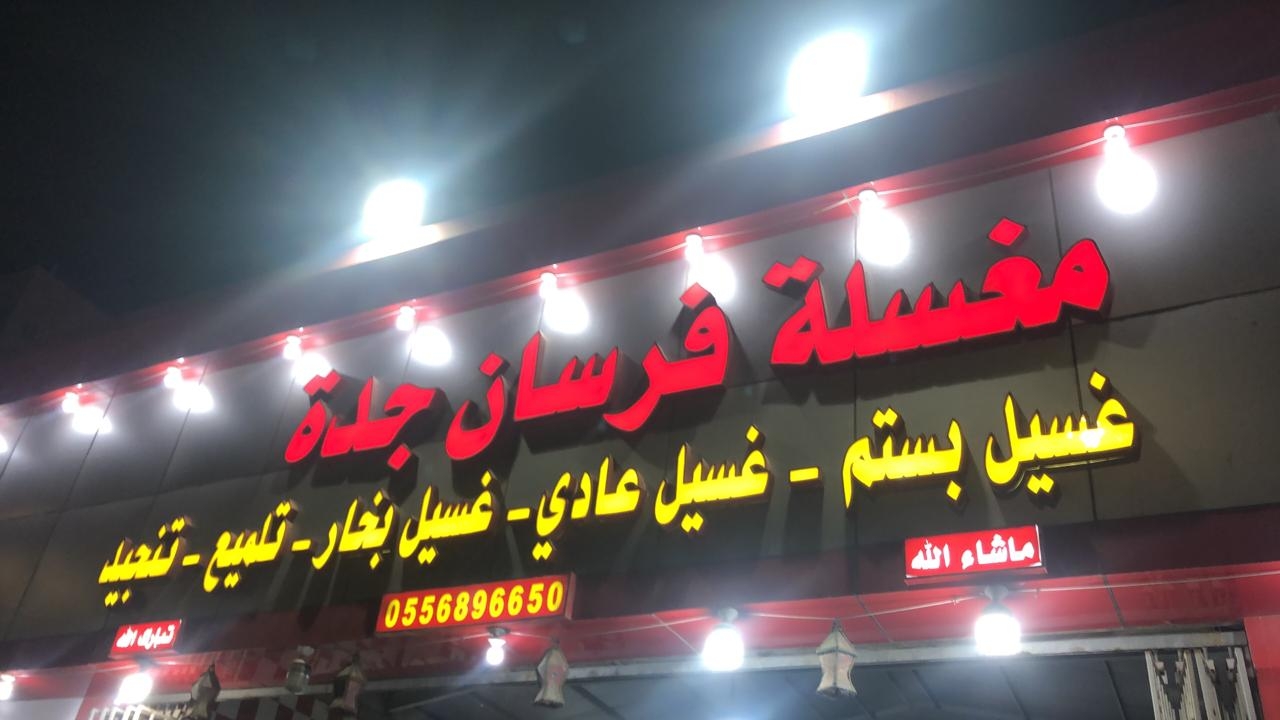 مغسلة فرسان جدة
غسيل بستم - غسيل عادي - غسيل بخار - تلميع - تنجيد
ماشاء الله
0556896650
تبارك الله